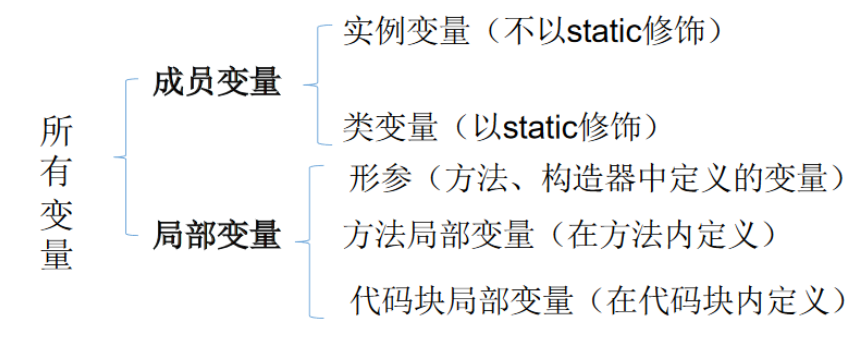 所有变量
成员变量
实例变量（不以static修饰）
类变量（以static修饰）
局部变量
形参（方法、构造器中定义的变量）
方法局部变量（在方法内定义）
代码块局部变量（在代码块内定义）